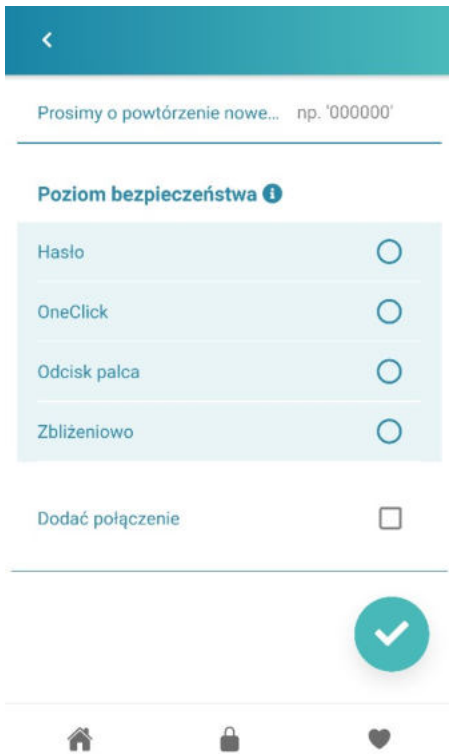 Prosimy o powtórzenie nowe... np. '000000'
Poziom bezpieczeństwa
Hasło
OneClick
Odcisk palca
Zbliżeniowo
Dodać połączenie